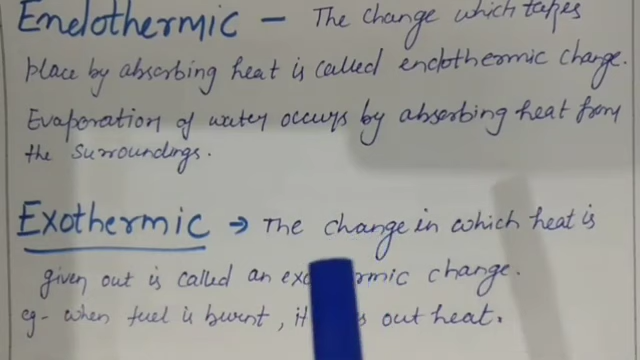 Endothermic - The change which takes
place by absorbing heat is called endothermic change.
Evaporation of water occurs by absorbing heat from
the surroundings.
Exothermic → The change in which heat is
given out is called an change.
eg- when fuel is burnt, out heat.